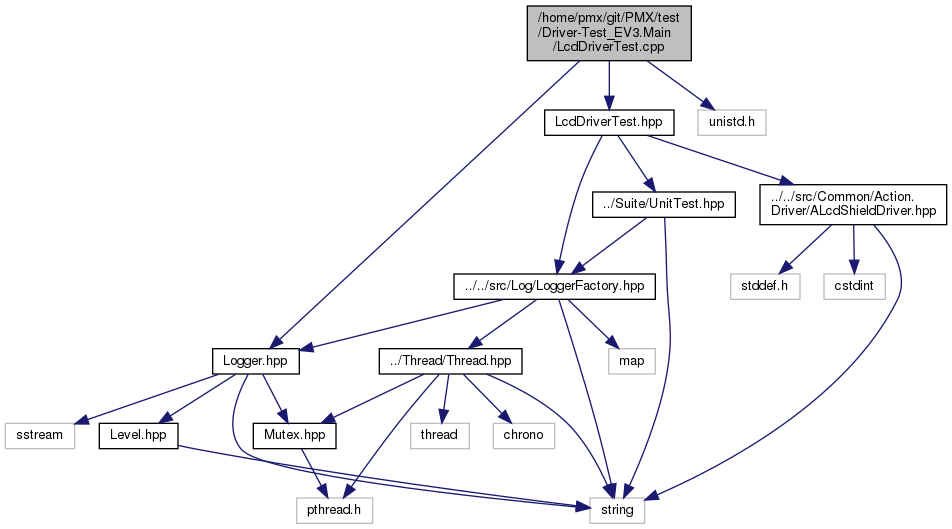 /home/pmx/git/PMX/test
/Driver-Test_EV3.Main
/LcdDriverTest.cpp
LcdDriverTest.hpp
unistd.h
../Suite/UnitTest.hpp
../../src/Common/Action.
Driver/ALcdShieldDriver.hpp
../../src/Log/LoggerFactory.hpp
stddef.h
cstdint
Logger.hpp
../Thread/Thread.hpp
map
sstream
Level.hpp
Mutex.hpp
thread
chrono
pthread.h
string